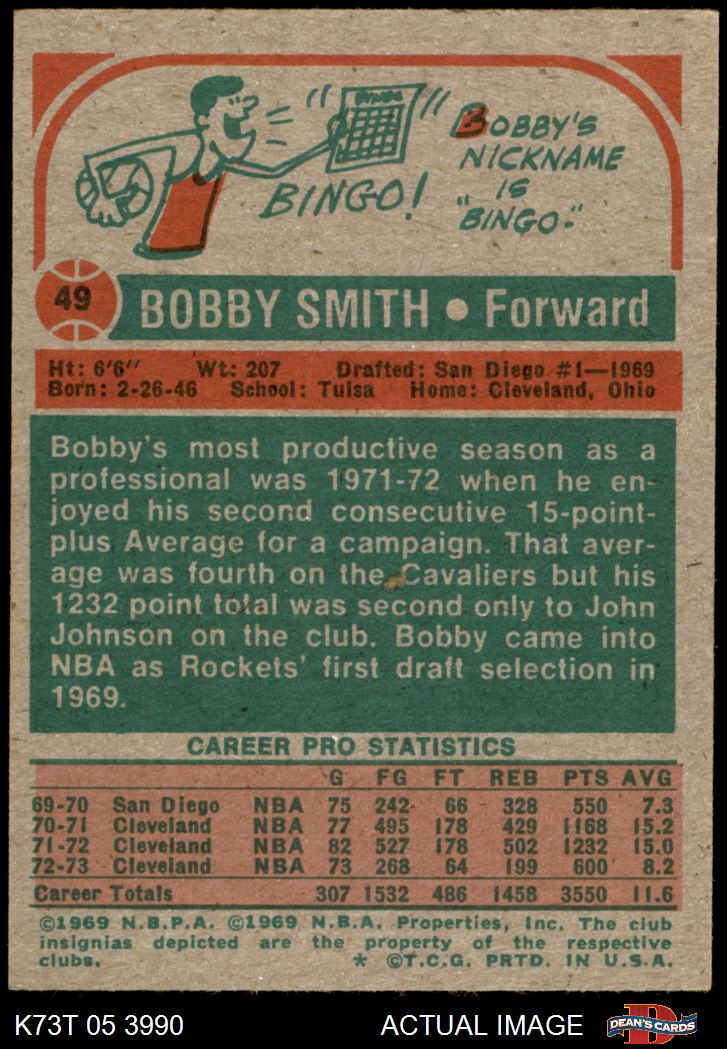 BINGO
BINGO!
BOBBY'S
NICKNAME
IS
"BINGO."
49
BOBBY SMITH • Forward
Ht: 6'6" Wt: 207 Drafted: San Diego #1—1969
Born: 2-26-46 School: Tulsa Home: Cleveland, Ohio
Bobby's most productive season as a
professional was 1971-72 when he en-
joyed his second consecutive 15-point-
plus Average for a campaign. That aver-
age was fourth on the Cavaliers but his
1232 point total was second only to John
Johnson on the club. Bobby came into
NBA as Rockets' first draft selection in
1969.
CAREER PRO STATISTICS
G FG FT REB PTS AVG
69-70 San Diego NBA 75 242 66 328 550 7.3
70-71 Cleveland NBA 77 495 178 429 1168 15.2
71-72 Cleveland NBA 82 527 178 502 1232 15.0
72-73 Cleveland NBA 73 268 64 199 600 8.2
Career Totals 307 1532 486 1458 3550 11.6
©1969 N.B.P.A. ©1969 N.B.A. Properties, Inc. The club
insignias depicted are the property of the respective
clubs. * ©T.C.G. PRTD. IN U.S.A.
K73T 05 3990 ACTUAL IMAGE
DEAN'S CARDS